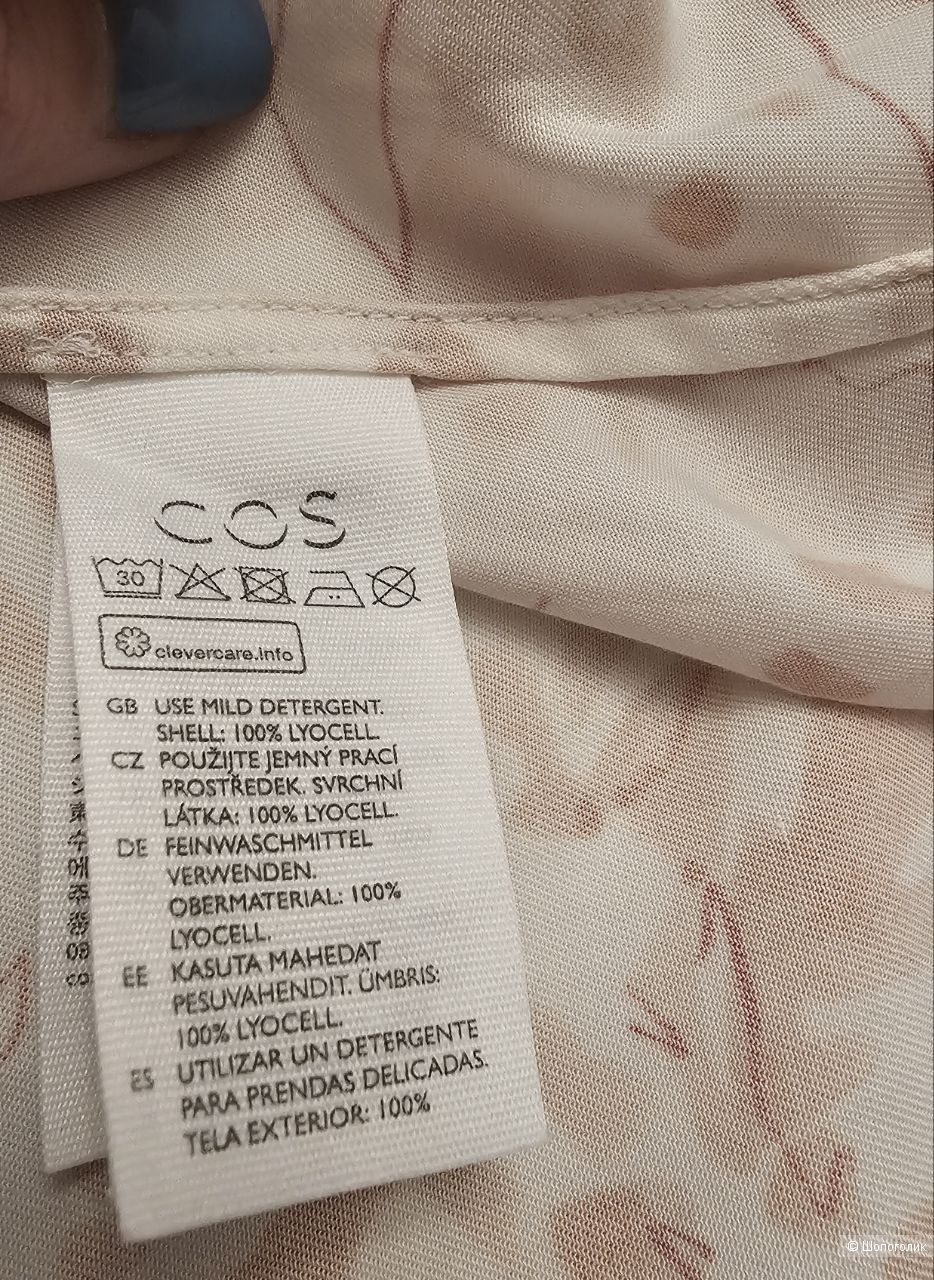 COS
30
clevercare.info
GB USE MILD DETERGENT.
SHELL: 100% LYOCELL.
CZ POUŽIJTE JEMNÝ PRACÍ
PROSTŘEDEK. SVRCHNÍ
LÁTKA: 100% LYOCELL.
DE FEINWASCHMITTEL
VERWENDEN.
OBERMATERIAL: 100%
LYOCELL.
EE KASUTA MAHEDAT
PESUVAHENDIT. ÜMBRIS:
100% LYOCELL.
ES UTILIZAR UN DETERGENTE
PARA PRENDAS DELICADAS.
TELA EXTERIOR: 100%
© Шопоголик